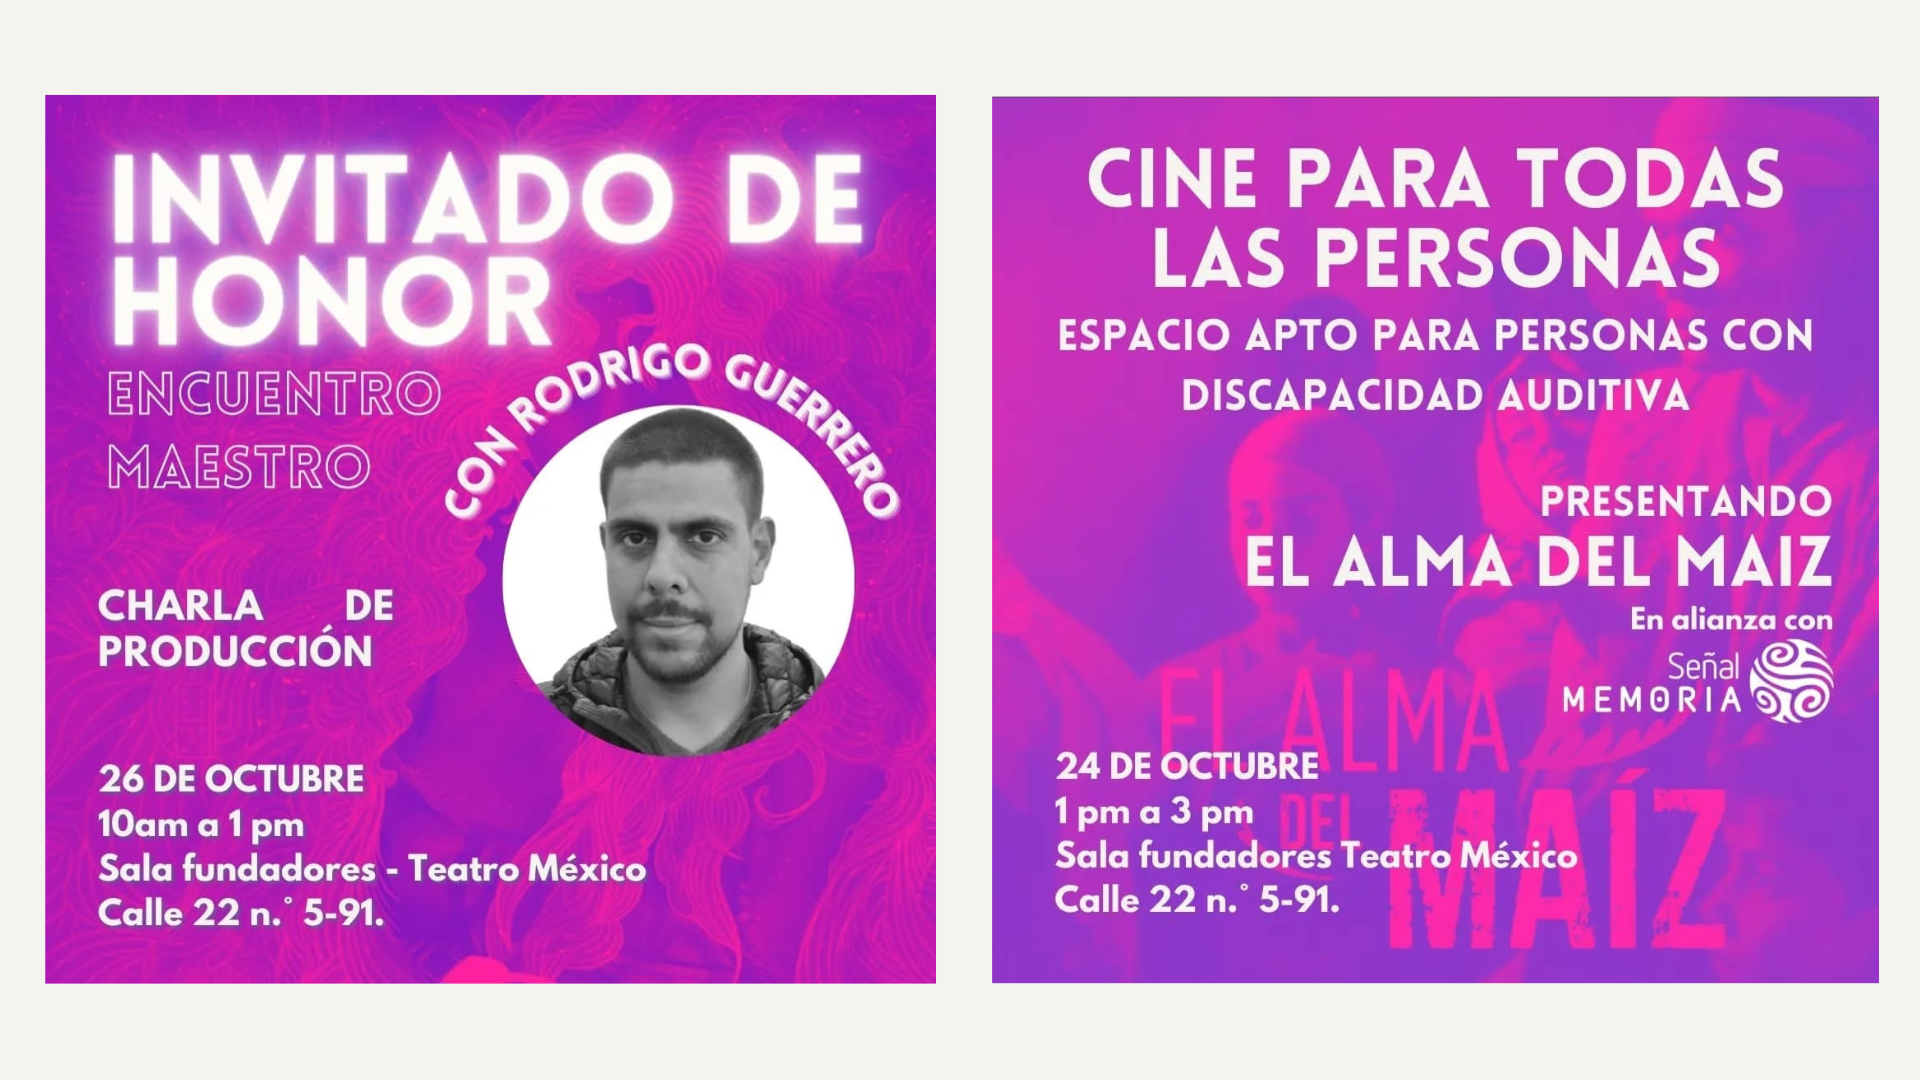 INVITADO DE
HONOR
ENCUENTRO
MAESTRO
CON RODRIGO GUERRERO
CHARLA DE
PRODUCCIÓN
26 DE OCTUBRE
10am a 1 pm
Sala fundadores - Teatro México
Calle 22 n.° 5-91.
CINE PARA TODAS
LAS PERSONAS
ESPACIO APTO PARA PERSONAS CON
DISCAPACIDAD AUDITIVA
PRESENTANDO
EL ALMA DEL MAIZ
En alianza con
Señal
MEMORIA
EL ALMA
DEL MAÍZ
24 DE OCTUBRE
1 pm a 3 pm
Sala fundadores Teatro México
Calle 22 n.° 5-91.